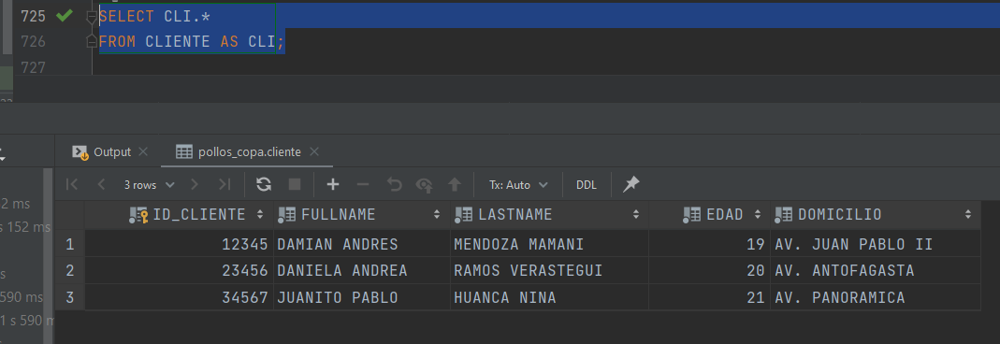 725 SELECT CLI.*
726 FROM CLIENTE AS CLI;
727
Output pollos_copa.cliente
3 rows Tx: Auto DDL
ID_CLIENTE FULLNAME LASTNAME EDAD DOMICILIO
1 12345 DAMIAN ANDRES MENDOZA MAMANI 19 AV. JUAN PABLO II
2 23456 DANIELA ANDREA RAMOS VERASTEGUI 20 AV. ANTOFAGASTA
3 34567 JUANITO PABLO HUANCA NINA 21 AV. PANORAMICA
2 ms
s 152 ms
s
590 ms
1 s 590 m